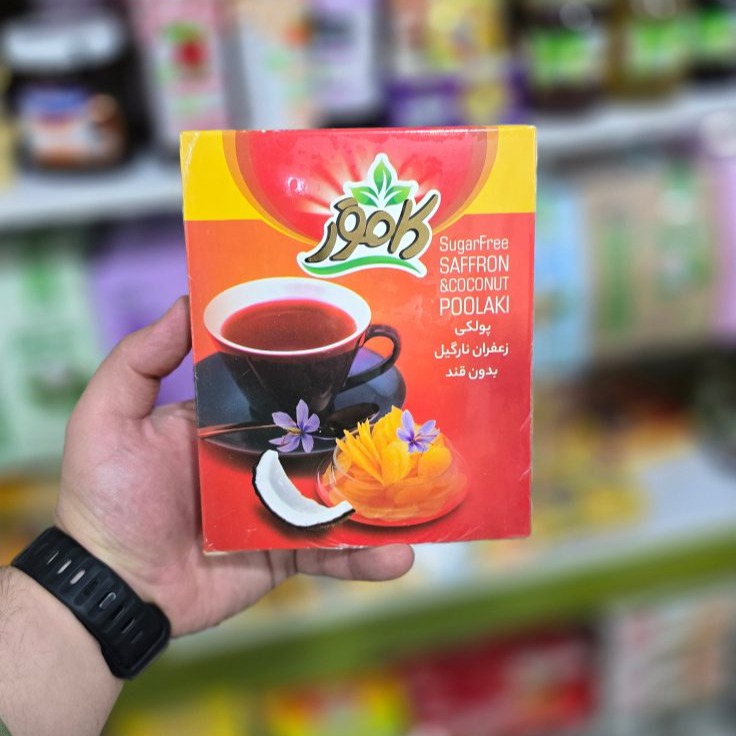 کامور
SugarFree
SAFFRON
&COCONUT
POOLAKI
پولکی
زعفران نارگیل
بدون قند